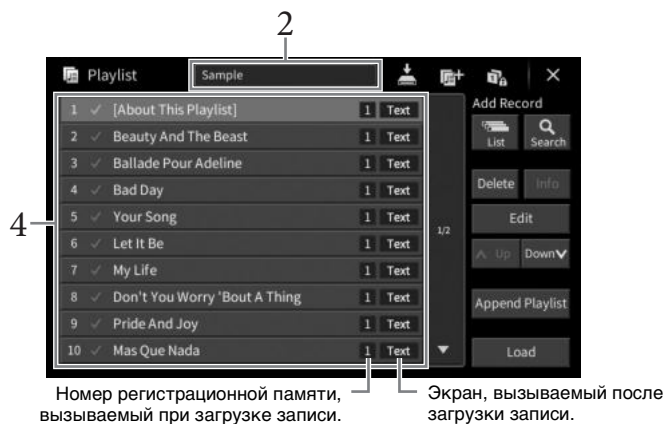 2
Playlist Sample
Add Record
1 [About This Playlist] 1 Text
List Search
2 Beauty And The Beast 1 Text
3 Ballade Pour Adeline 1 Text
4 Bad Day 1 Text
Delete Info
4
5 Your Song 1 Text
Edit
1/2
6 Let It Be 1 Text
Up Down
7 My Life 1 Text
8 Don't You Worry 'Bout A Thing 1 Text
Append Playlist
9 Pride And Joy 1 Text
10 Mas Que Nada 1 Text
Load
Номер регистрационной памяти,
вызываемый при загрузке записи.
Экран, вызываемый после
загрузки записи.